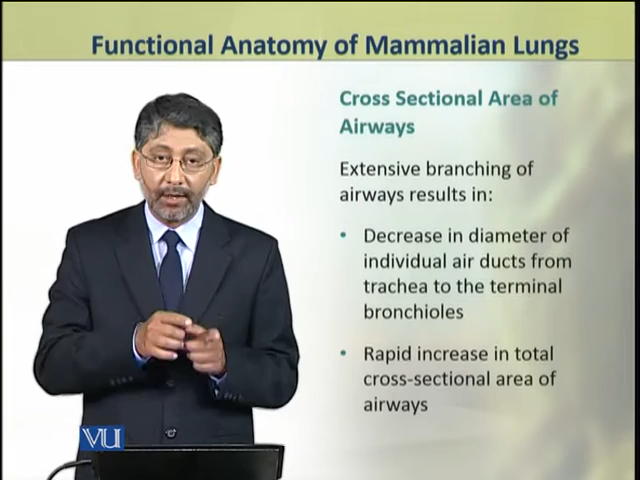 Functional Anatomy of Mammalian Lungs
Cross Sectional Area of
Airways
Extensive branching of
airways results in:
• Decrease in diameter of
individual air ducts from
trachea to the terminal
bronchioles
• Rapid increase in total
cross-sectional area of
airways
VU